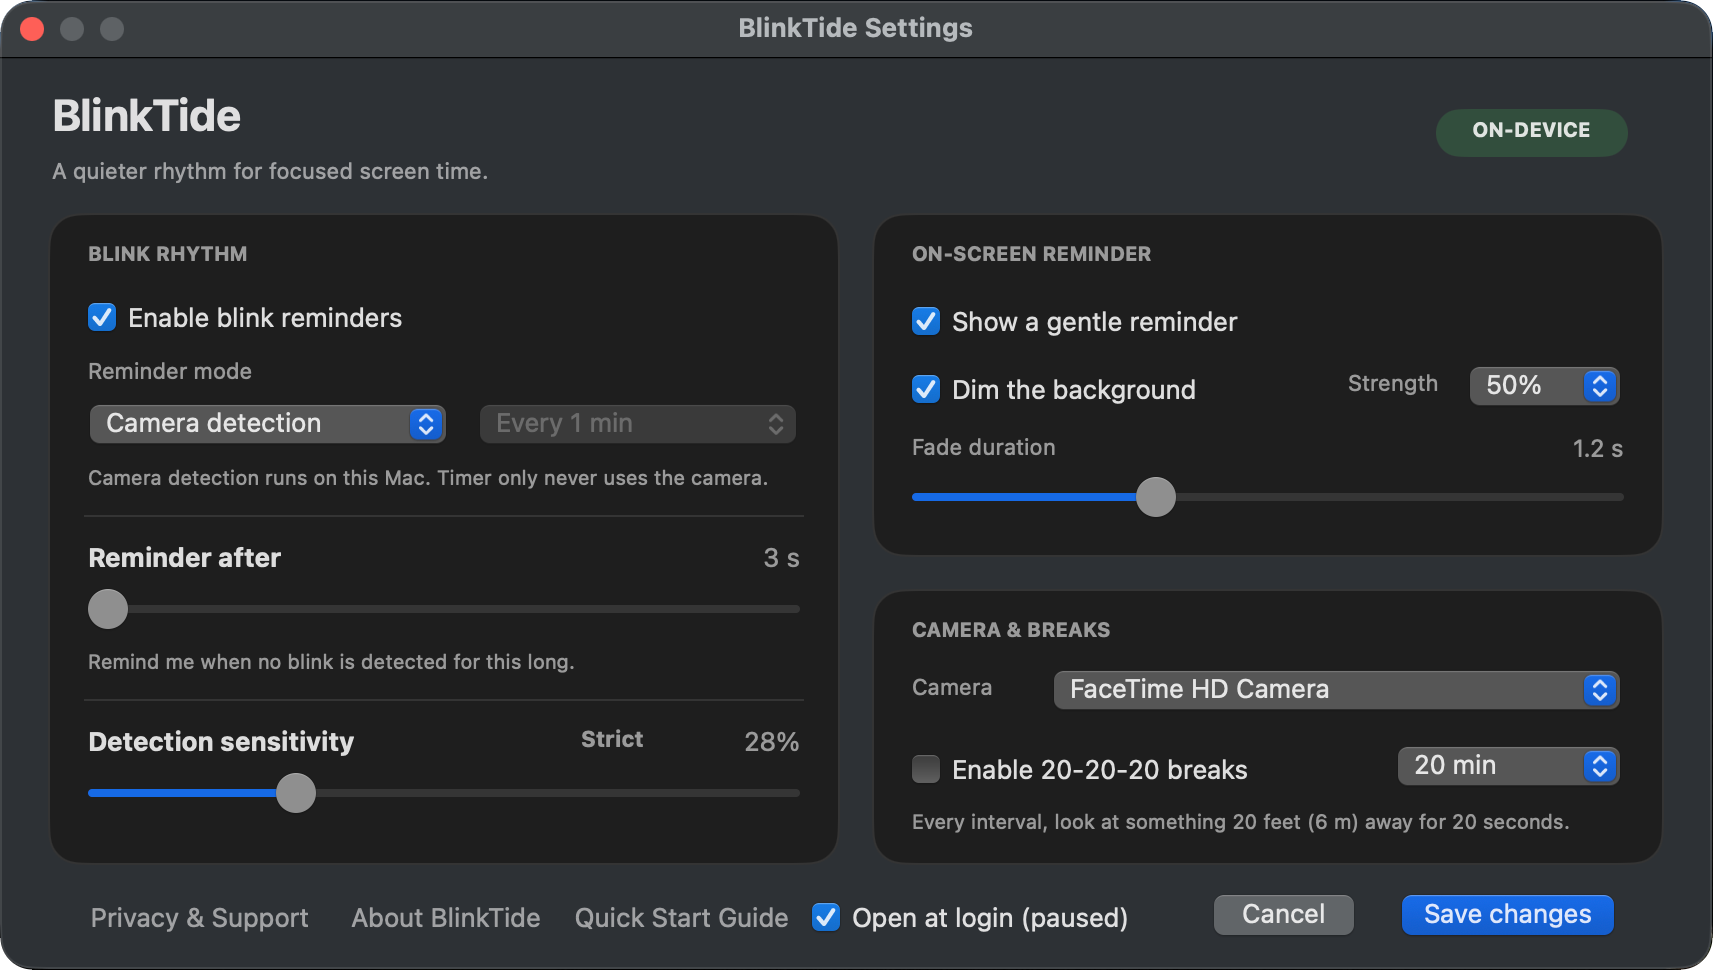 BlinkTide Settings
BlinkTide
A quieter rhythm for focused screen time.
ON-DEVICE
BLINK RHYTHM
Enable blink reminders
Reminder mode
Camera detection
Every 1 min
Camera detection runs on this Mac. Timer only never uses the camera.
Reminder after
3 s
Remind me when no blink is detected for this long.
Detection sensitivity
Strict
28%
ON-SCREEN REMINDER
Show a gentle reminder
Dim the background
Strength
50%
Fade duration
1.2 s
CAMERA & BREAKS
Camera
FaceTime HD Camera
Enable 20-20-20 breaks
20 min
Every interval, look at something 20 feet (6 m) away for 20 seconds.
Privacy & Support
About BlinkTide
Quick Start Guide
Open at login (paused)
Cancel
Save changes